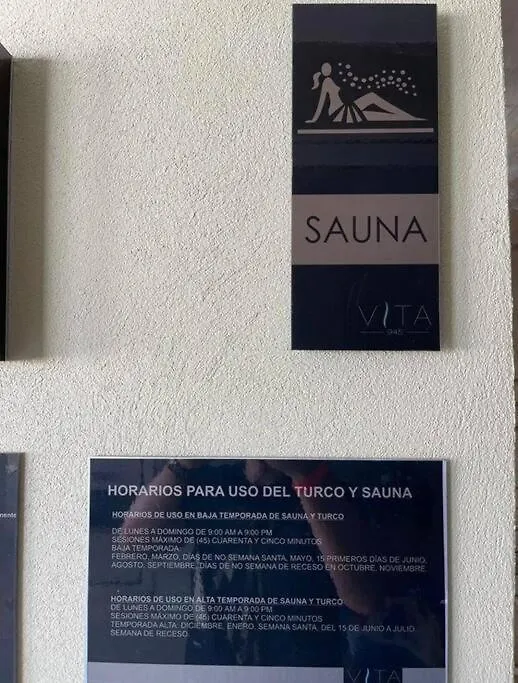 SAUNA
VITA
945
nente
HORARIOS PARA USO DEL TURCO Y SAUNA
HORARIOS DE USO EN BAJA TEMPORADA DE SAUNA Y TURCO
DE LUNES A DOMINGO DE 9:00 AM A 9:00 PM
SESIONES MÁXIMO DE (45) CUARENTA Y CINCO MINUTOS
BAJA TEMPORADA:
FEBRERO, MARZO, DÍAS DE NO SEMANA SANTA, MAYO, 15 PRIMEROS DÍAS DE JUNIO,
AGOSTO, SEPTIEMBRE, DÍAS DE NO SEMANA DE RECESO EN OCTUBRE, NOVIEMBRE.
HORARIOS DE USO EN ALTA TEMPORADA DE SAUNA Y TURCO
DE LUNES A DOMINGO DE 9:00 AM A 9:00 PM
SESIONES MÁXIMO DE (45) CUARENTA Y CINCO MINUTOS
TEMPORADA ALTA: DICIEMBRE, ENERO, SEMANA SANTA, DEL 15 DE JUNIO A JULIO
SEMANA DE RECESO.
VITA